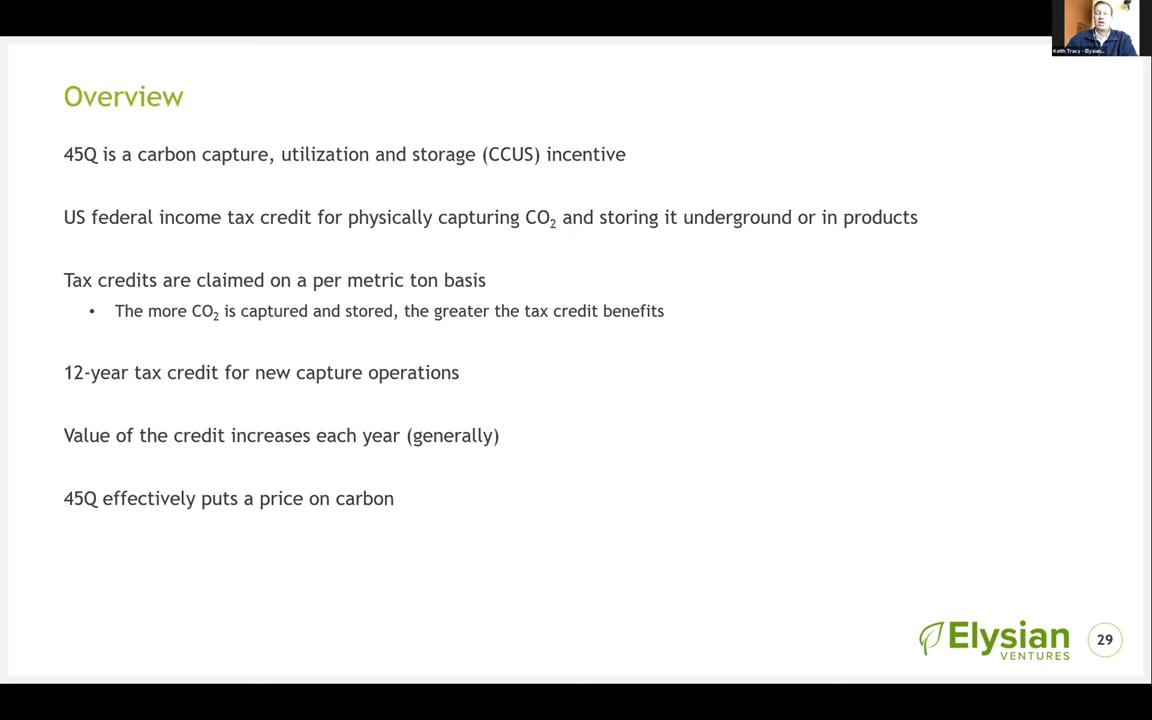 Keith Tracy - Elysian...
Overview
45Q is a carbon capture, utilization and storage (CCUS) incentive
US federal income tax credit for physically capturing CO₂ and storing it underground or in products
Tax credits are claimed on a per metric ton basis
• The more CO₂ is captured and stored, the greater the tax credit benefits
12-year tax credit for new capture operations
Value of the credit increases each year (generally)
45Q effectively puts a price on carbon
Elysian
VENTURES
29